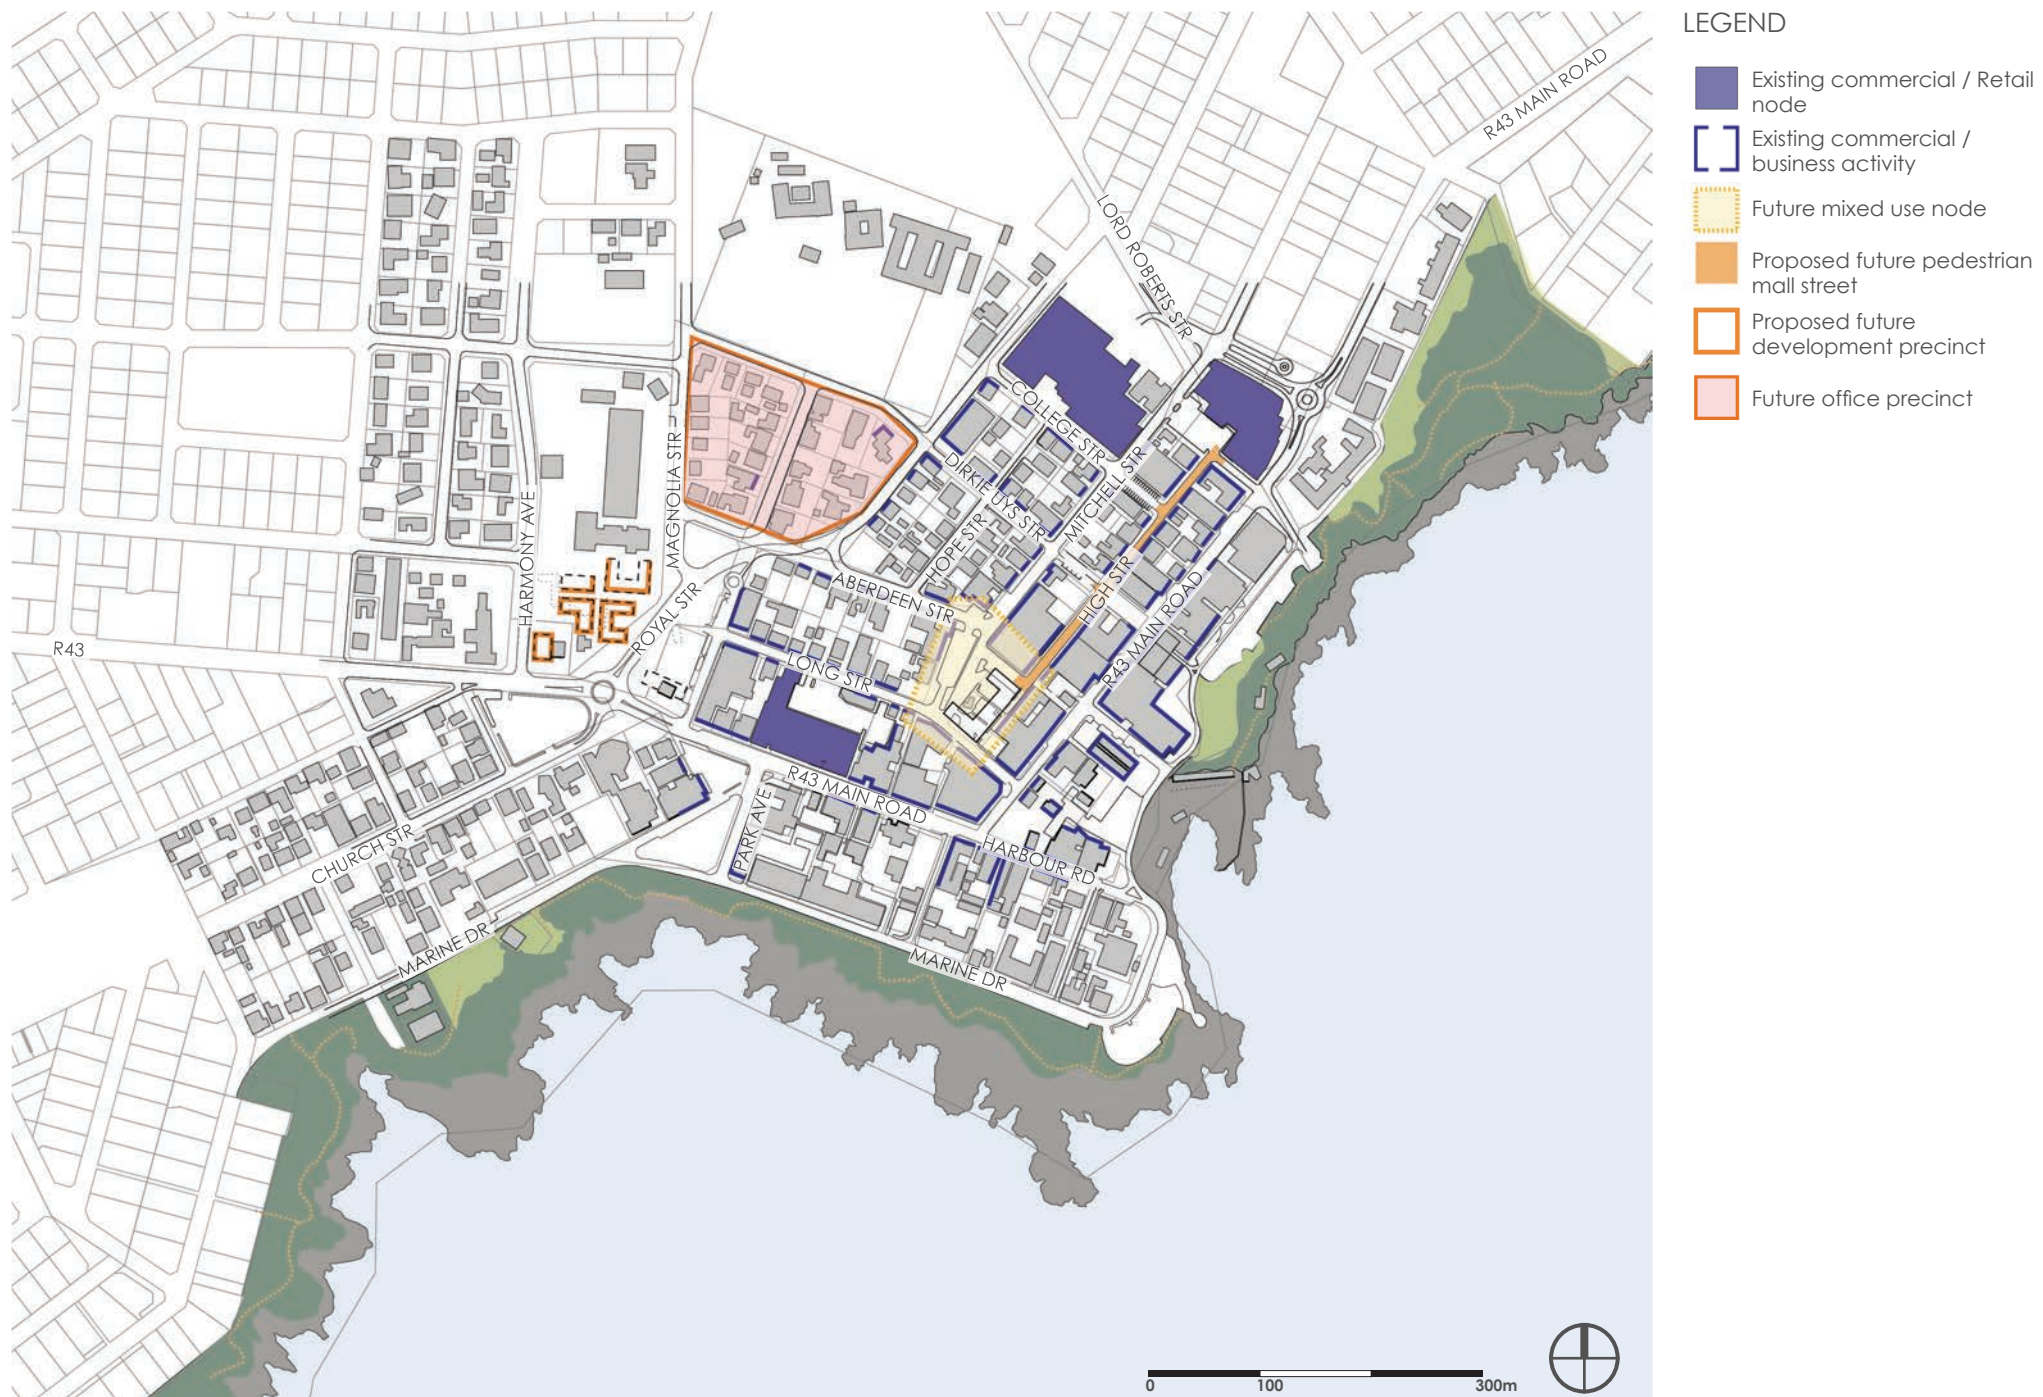 LEGEND
Existing commercial / Retail
node
Existing commercial /
business activity
Future mixed use node
Proposed future pedestrian
mall street
Proposed future
development precinct
Future office precinct
R43 MAIN ROAD
LORD ROBERTS STR
COLLEGE STR
MITCHELL STR
DIRKIE UYS STR
HOPE STR
MAGNOLIA STR
HARMONY AVE
ROYAL STR
ABERDEEN STR
HIGH STR
R43 MAIN ROAD
LONG STR
R43
R43 MAIN ROAD
PARK AVE
HARBOUR RD
CHURCH STR
MARINE DR
MARINE DR
0
100
300m